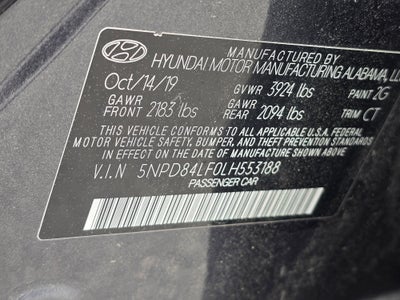 MANUFACTURED BY
HYUNDAI MOTOR MANUFACTURING ALABAMA, LL
Oct/14/19 GVWR 3924 lbs PAINT 2G
GAWR FRONT 2183 lbs GAWR REAR 2094 lbs TRIM CT
THIS VEHICLE CONFORMS TO ALL APPLICABLE U.S. FEDERAL
MOTOR VEHICLE SAFETY, BUMPER, AND THEFT PREVENTION STANDARDS
IN EFFECT ON THE DATE OF MANUFACTURE SHOWN ABOVE.
V.I.N 5NPD84LF0LH553188
PASSENGER CAR